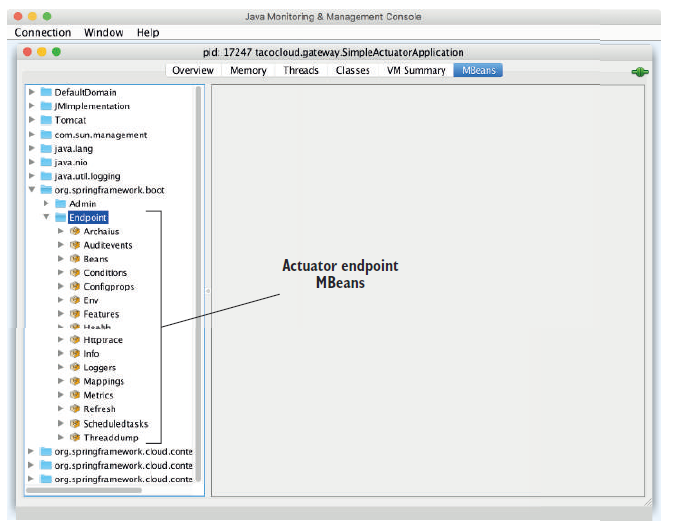 Java Monitoring & Management Console
Connection Window Help
pid: 17247 tacocloud.gateway.SimpleActuatorApplication
Overview Memory Threads Classes VM Summary MBeans
DefaultDomain
JMImplementation
Tomcat
com.sun.management
java.lang
java.nio
java.util.logging
org.springframework.boot
Admin
Endpoint
Archaius
Auditevents
Beans
Conditions
Configprops
Env
Features
Health
Httptrace
Info
Loggers
Mappings
Metrics
Refresh
Scheduledtasks
Threaddump
org.springframework.cloud.conte
org.springframework.cloud.conte
org.springframework.cloud.conte
Actuator endpoint
MBeans